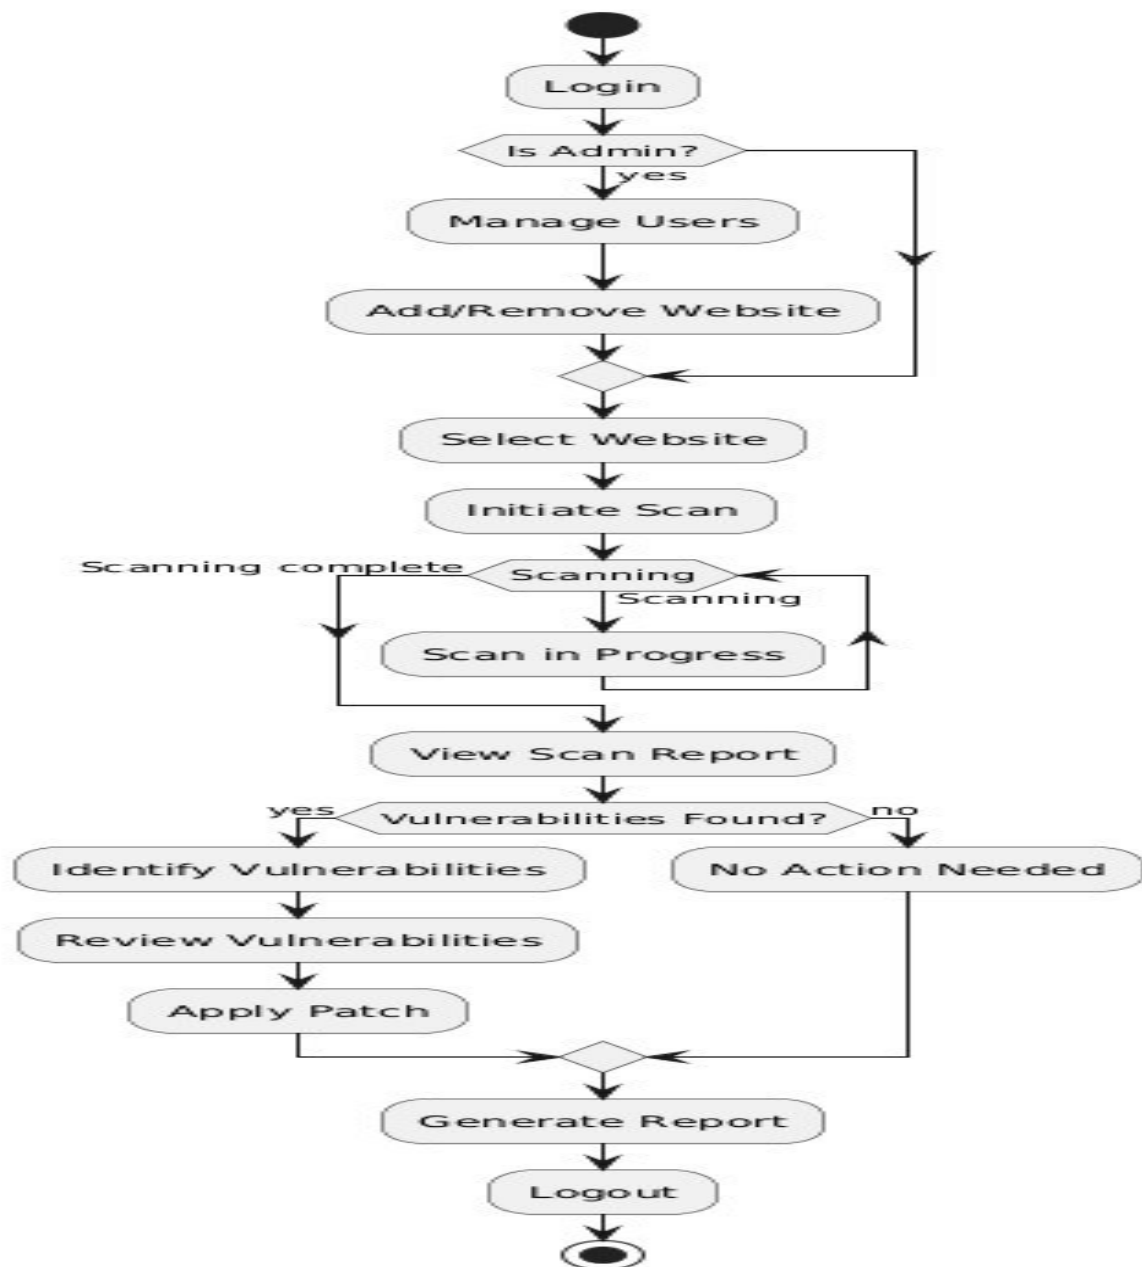 Login
Is Admin?
yes
Manage Users
Add/Remove Website
Select Website
Initiate Scan
Scanning complete
Scanning
Scanning
Scan in Progress
View Scan Report
yes
Vulnerabilities Found?
no
Identify Vulnerabilities
No Action Needed
Review Vulnerabilities
Apply Patch
Generate Report
Logout